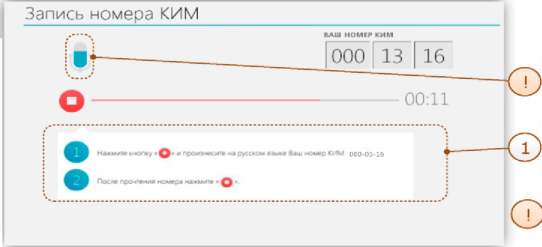 Запись номера КИМ
ВАШ НОМЕР КИМ
000 13 16
00:11
!
1 Нажмите кнопку « » и произнесите на русском языке Ваш номер КИМ 000-03-16
1
2 После прочтения номера нажмите « ».
!